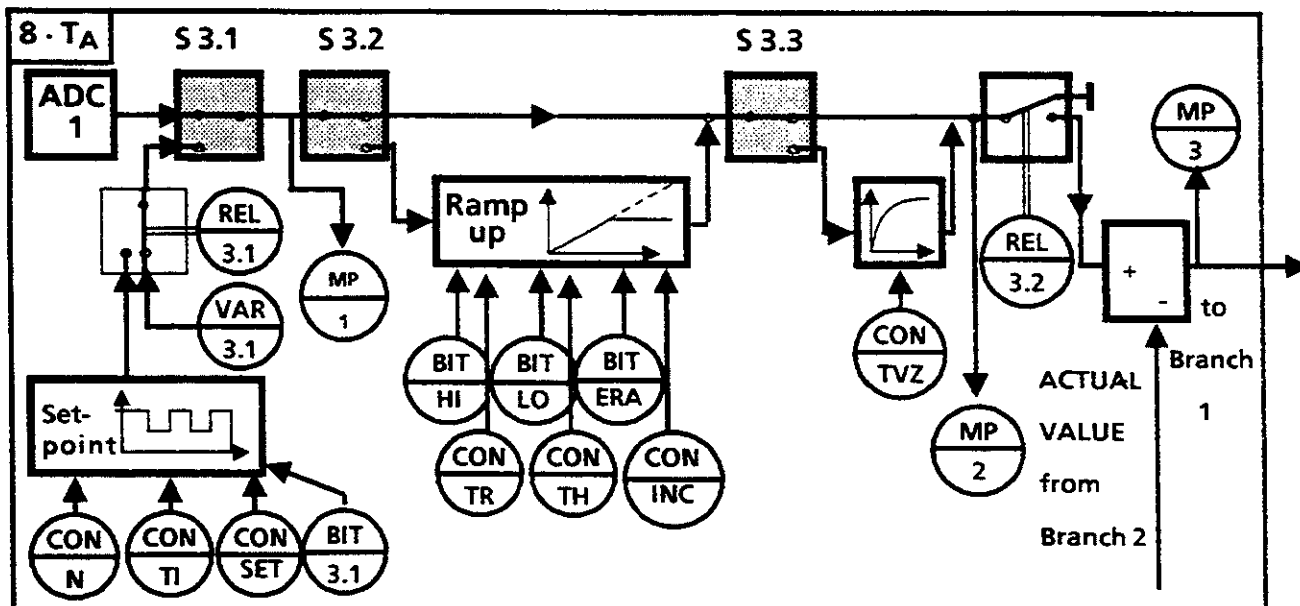 8 · TA
S 3.1
S 3.2
S 3.3
ADC
1
MP
3
REL
3.1
Ramp
up
MP
1
VAR
3.1
REL
3.2
+
-
to
Branch
1
CON
TVZ
BIT
HI
BIT
LO
BIT
ERA
ACTUAL
VALUE
from
Branch 2
Set-
point
MP
2
CON
TR
CON
TH
CON
INC
CON
N
CON
TI
CON
SET
BIT
3.1